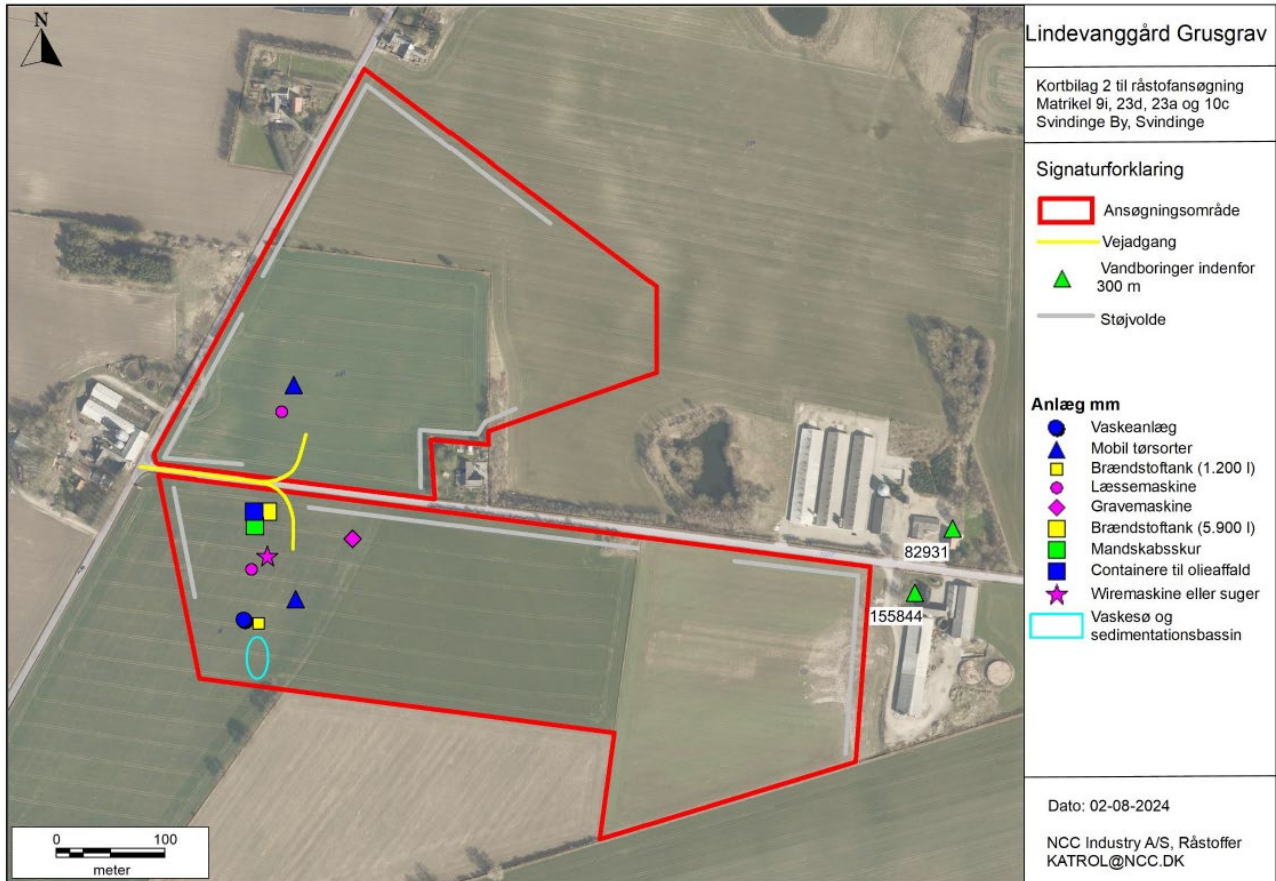 N
82931
155844
0 100
meter
Lindevanggård Grusgrav
Kortbilag 2 til råstofansøgning
Matrikel 9i, 23d, 23a og 10c
Svindinge By, Svindinge
Signaturforklaring
Ansøgningsområde
Vejadgang
Vandboringer indenfor
300 m
Støjvolde
Anlæg mm
Vaskeanlæg
Mobil tørsorter
Brændstoftank (1.200 l)
Læssemaskine
Gravemaskine
Brændstoftank (5.900 l)
Mandskabsskur
Containere til olieaffald
Wiremaskine eller suger
Vaskesø og
sedimentationsbassin
Dato: 02-08-2024
NCC Industry A/S, Råstoffer
KATROL@NCC.DK